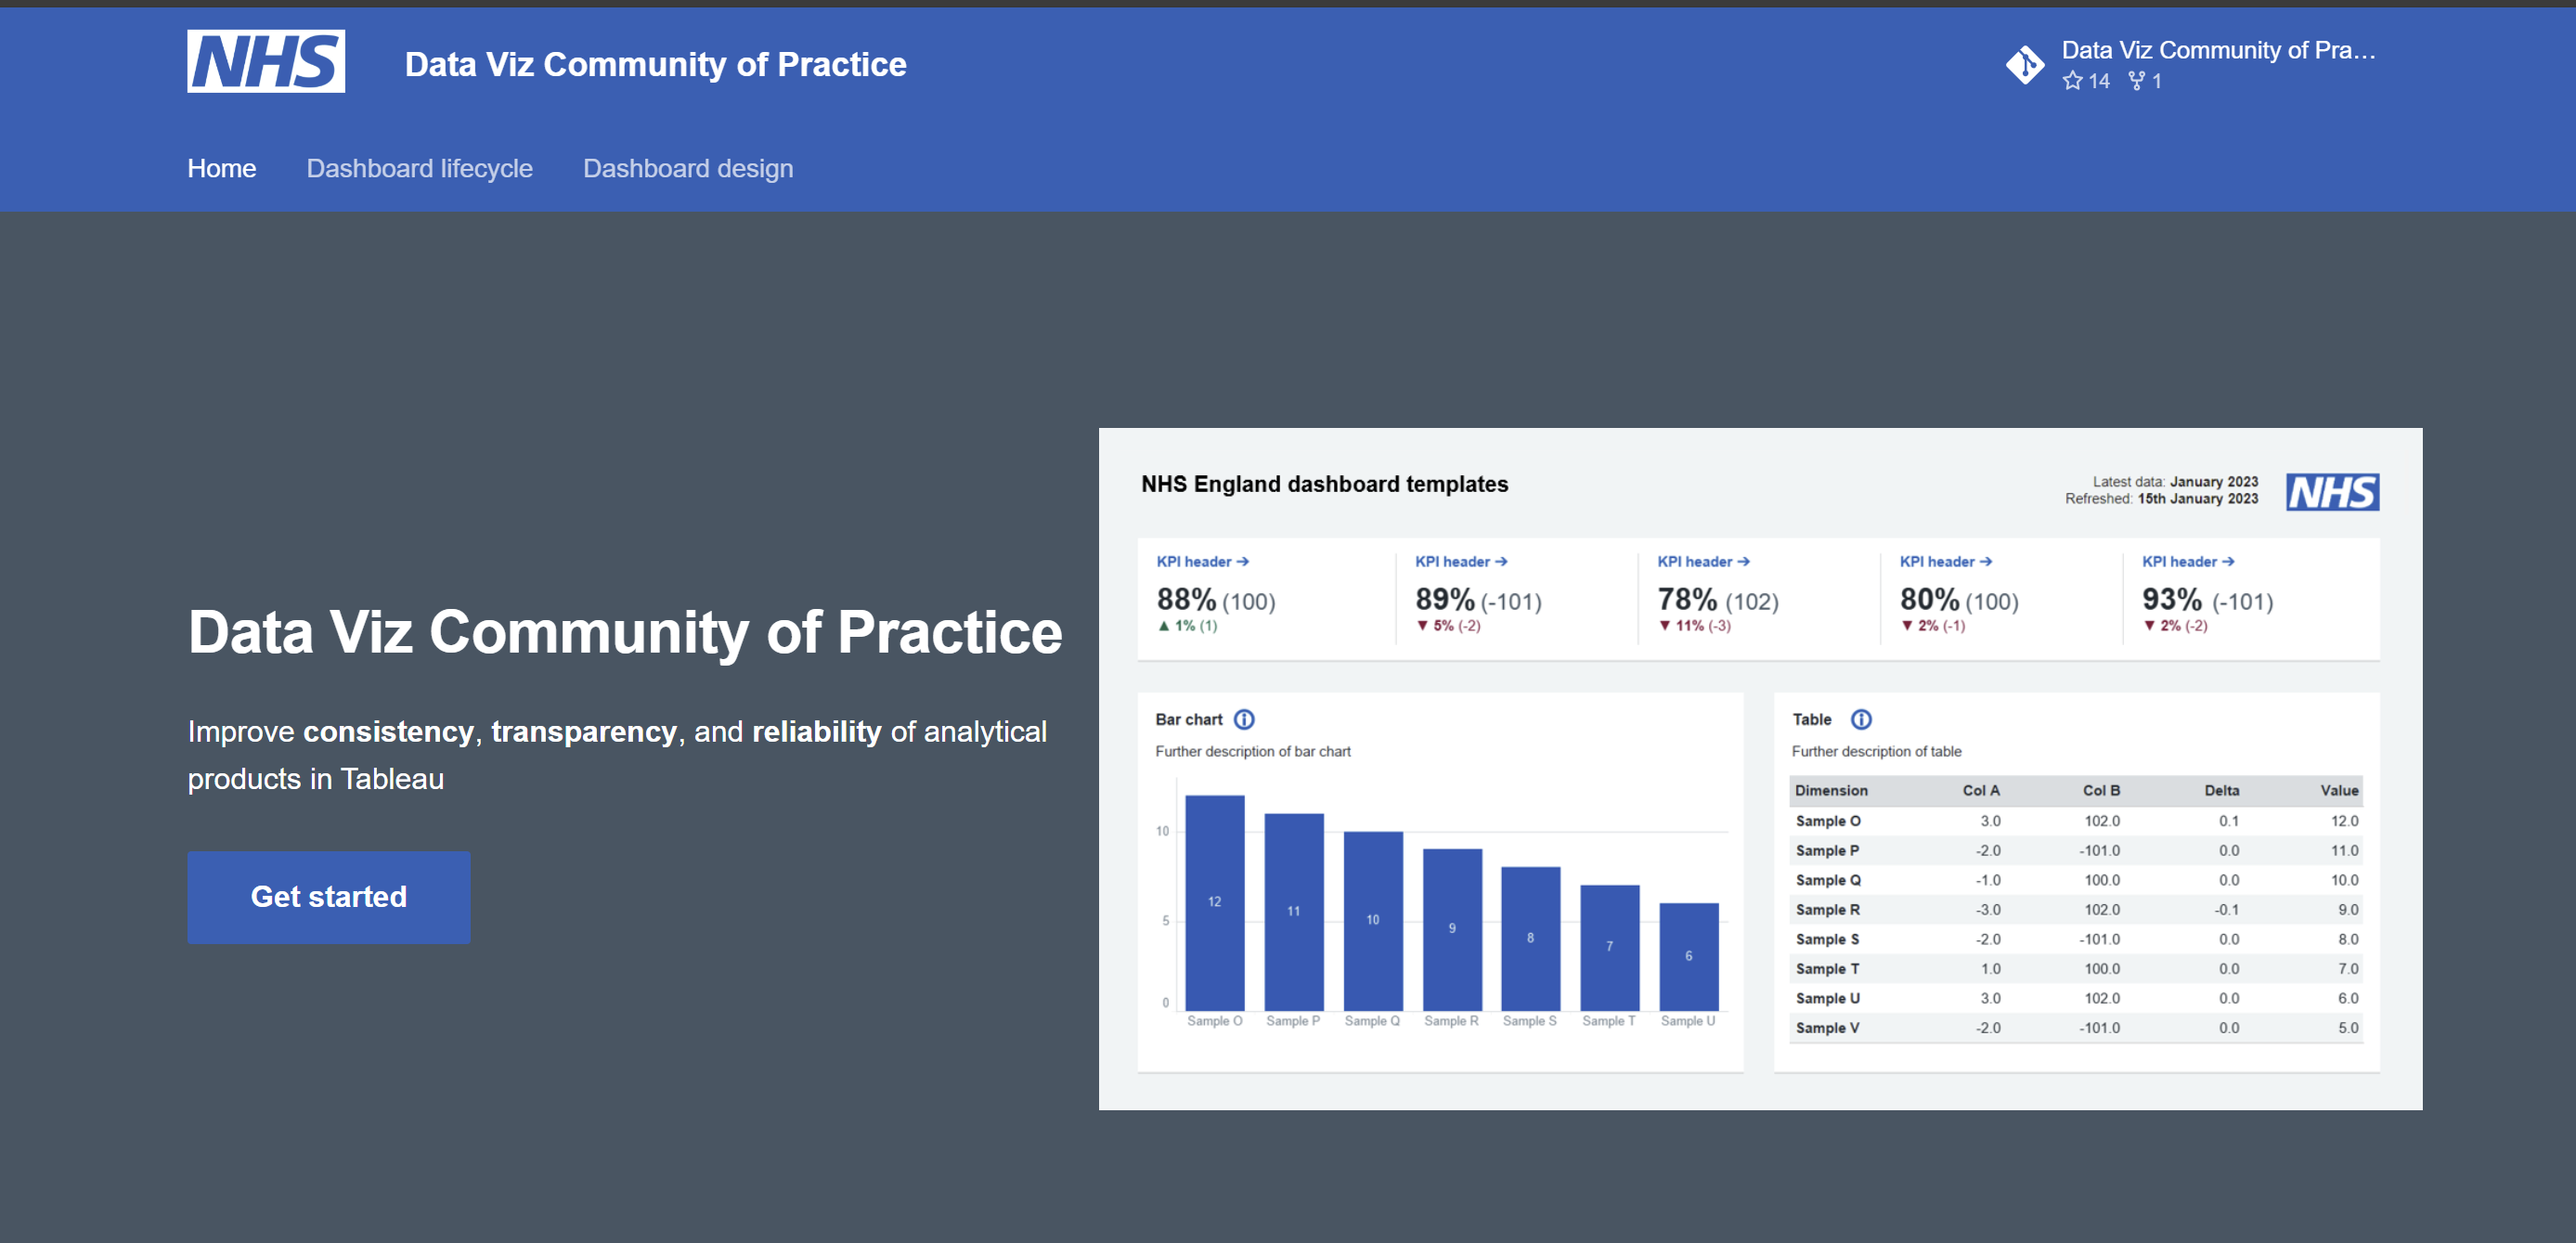 NHS
Data Viz Community of Practice
Data Viz Community of Pra...
14 1
Home Dashboard lifecycle Dashboard design
Data Viz Community of Practice
Improve consistency, transparency, and reliability of analytical
products in Tableau
Get started
NHS England dashboard templates
Latest data: January 2023
Refreshed: 15th January 2023
NHS
KPI header → KPI header → KPI header → KPI header → KPI header →
88% (100) 89% (-101) 78% (102) 80% (100) 93% (-101)
▲ 1% (1) ▼ 5% (-2) ▼ 11% (-3) ▼ 2% (-1) ▼ 2% (-2)
Bar chart
Further description of bar chart
10
5
0
12 11 10 9 8 7 6
Sample O Sample P Sample Q Sample R Sample S Sample T Sample U
Table
Further description of table
Dimension Col A Col B Delta Value
Sample O 3.0 102.0 0.1 12.0
Sample P -2.0 -101.0 0.0 11.0
Sample Q -1.0 100.0 0.0 10.0
Sample R -3.0 102.0 -0.1 9.0
Sample S -2.0 -101.0 0.0 8.0
Sample T 1.0 100.0 0.0 7.0
Sample U 3.0 102.0 0.0 6.0
Sample V -2.0 -101.0 0.0 5.0